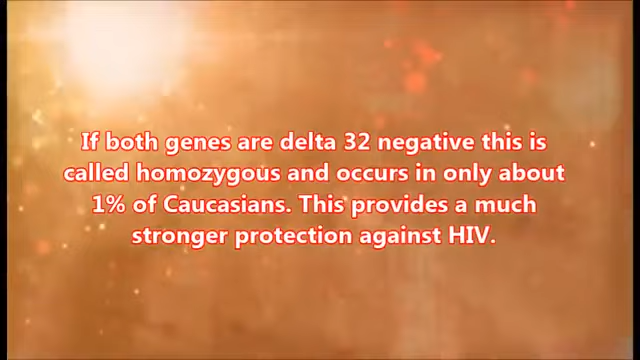 If both genes are delta 32 negative this is
called homozygous and occurs in only about
1% of Caucasians. This provides a much
stronger protection against HIV.